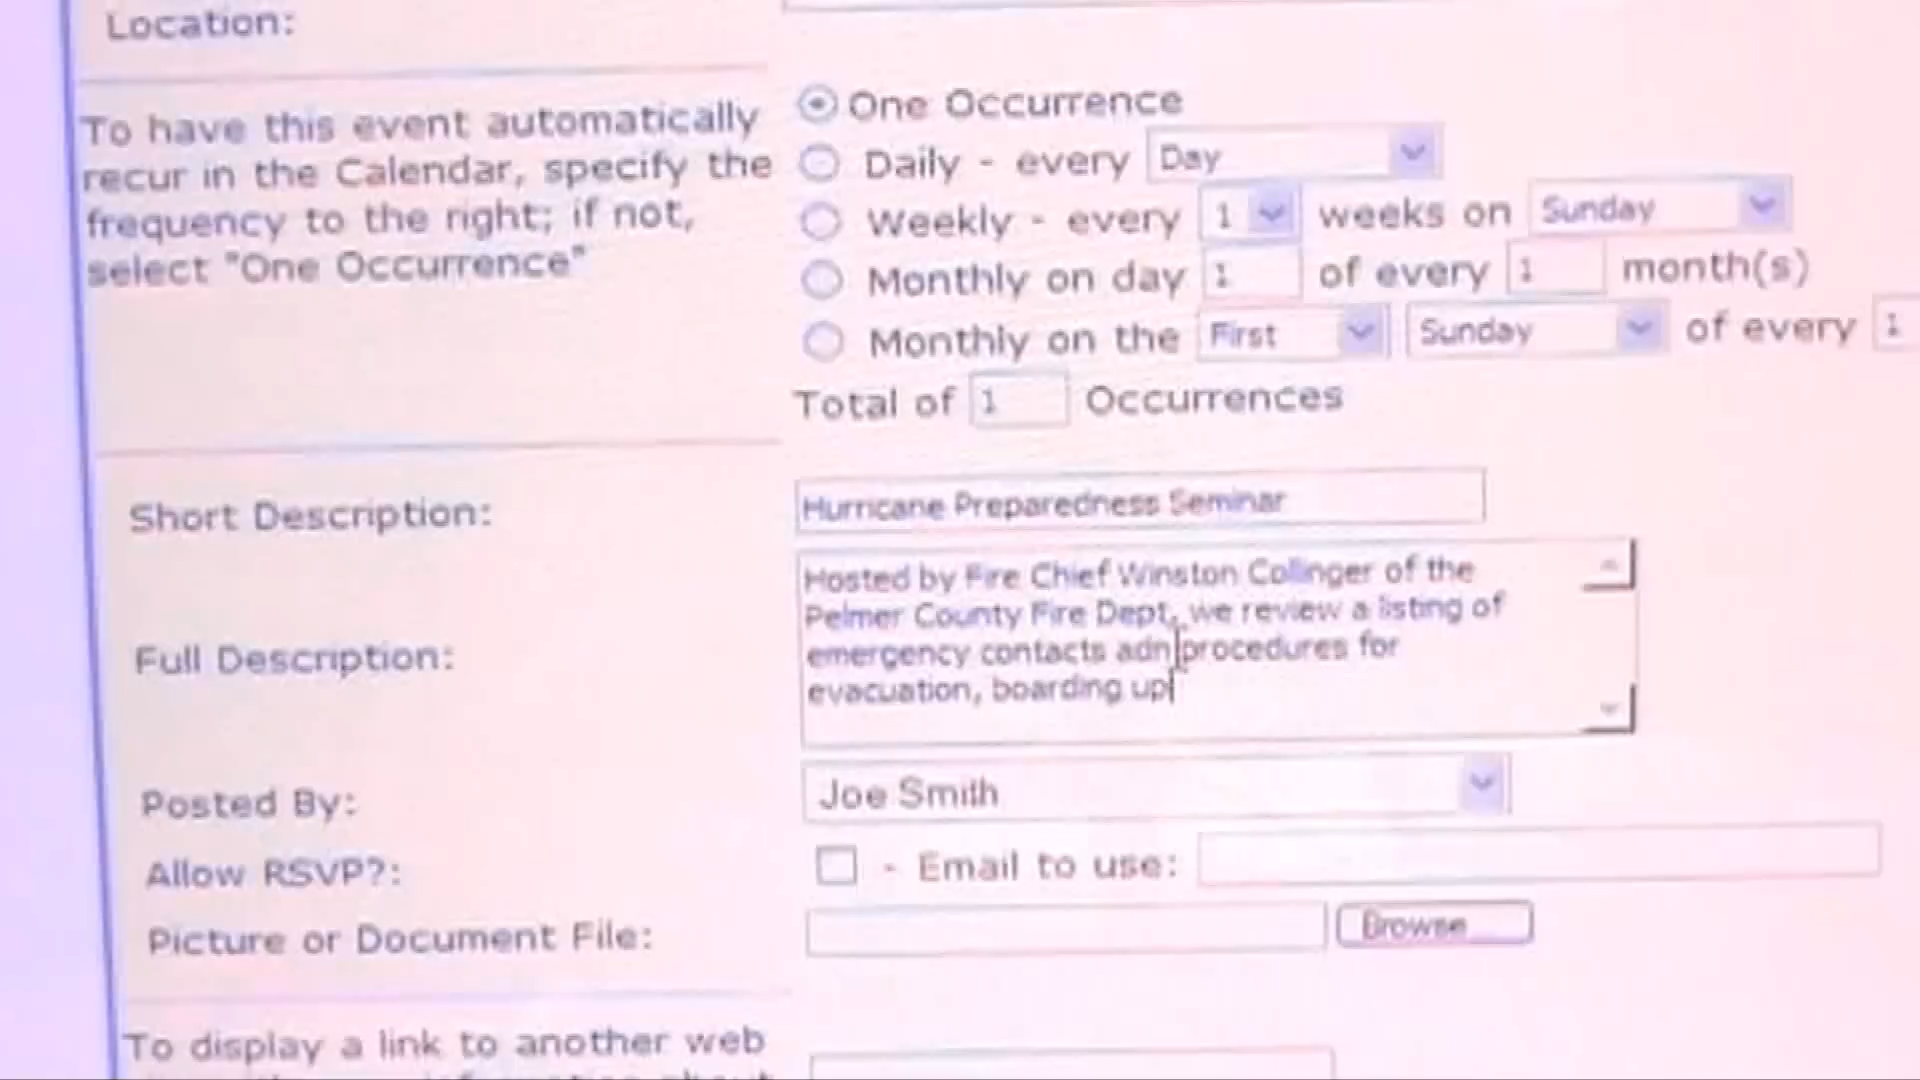 Location:
To have this event automatically
recur in the Calendar, specify the
frequency to the right; if not,
select "One Occurrence"
One Occurrence
Daily - every Day
Weekly - every 1 weeks on Sunday
Monthly on day 1 of every 1 month(s)
Monthly on the First Sunday of every 1
Total of 1 Occurrences
Short Description: Hurricane Preparedness Seminar
Full Description:
Hosted by Fire Chief Winston Collinger of the
Pelmer County Fire Dept, we review a listing of
emergency contacts adn procedures for
evacuation, boarding up
Posted By: Joe Smith
Allow RSVP?: - Email to use:
Picture or Document File: Browse
To display a link to another web